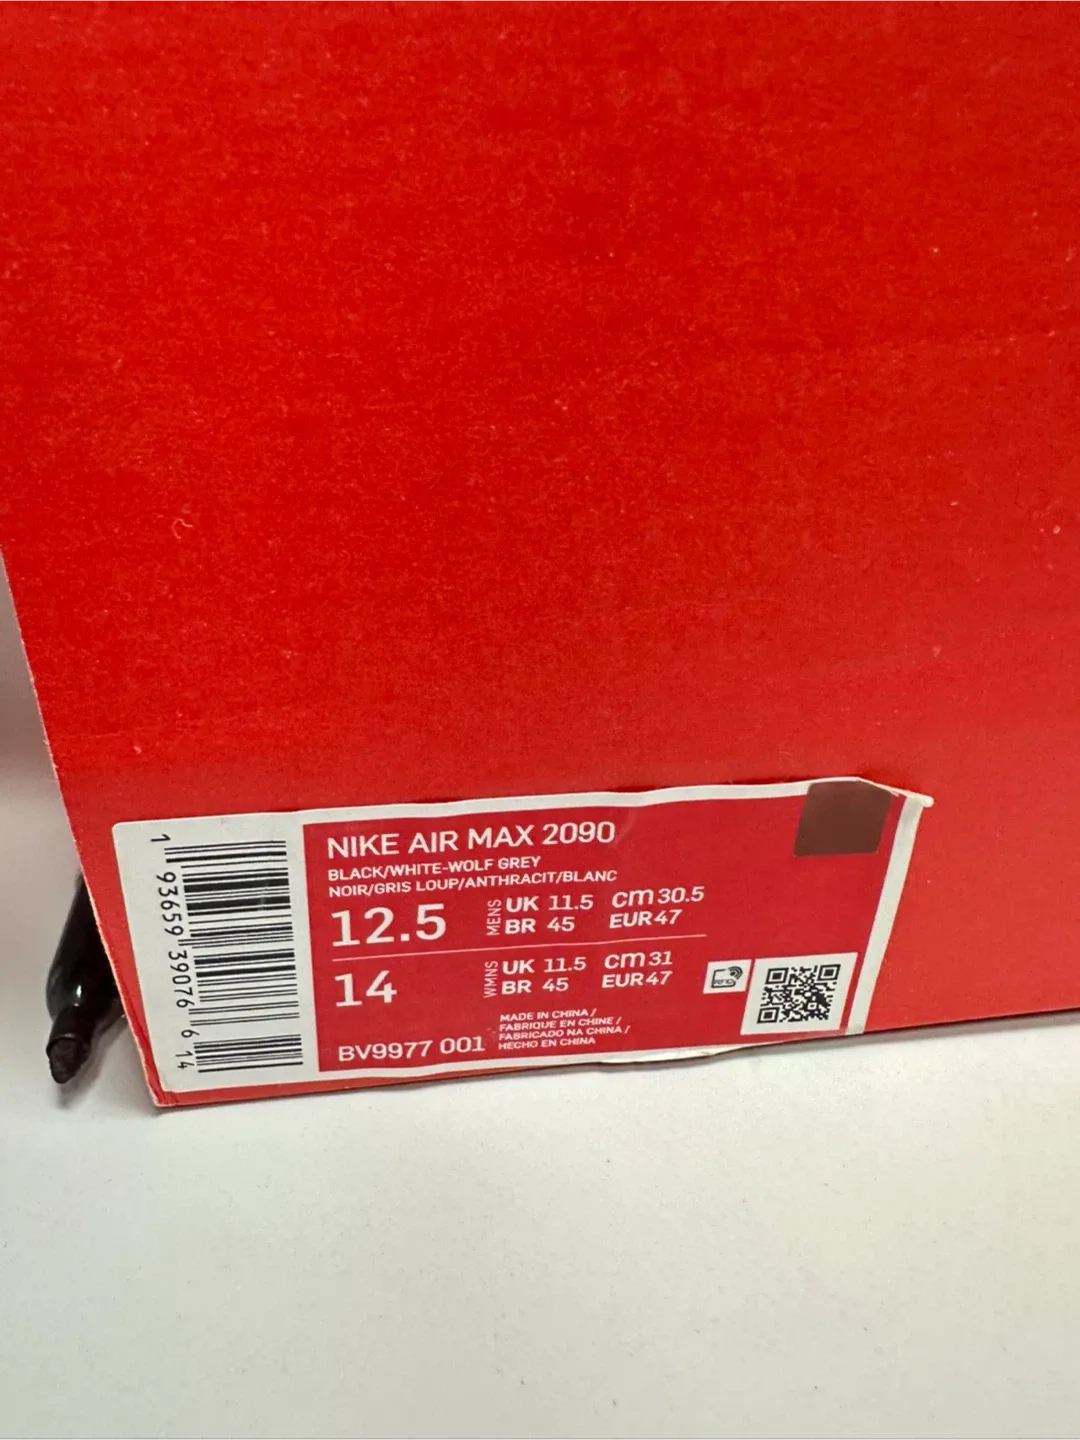 NIKE AIR MAX 2090
BLACK/WHITE-WOLF GREY
NOIR/GRIS LOUP/ANTHRACIT/BLANC
12.5 MENS UK 11.5 cm 30.5
BR 45 EUR 47
14 WMNS UK 11.5 cm 31
BR 45 EUR 47
BV9977 001
MADE IN CHINA /
FABRIQUE EN CHINE /
FABRICADO NA CHINA /
HECHO EN CHINA
1 93659 39076 6 14